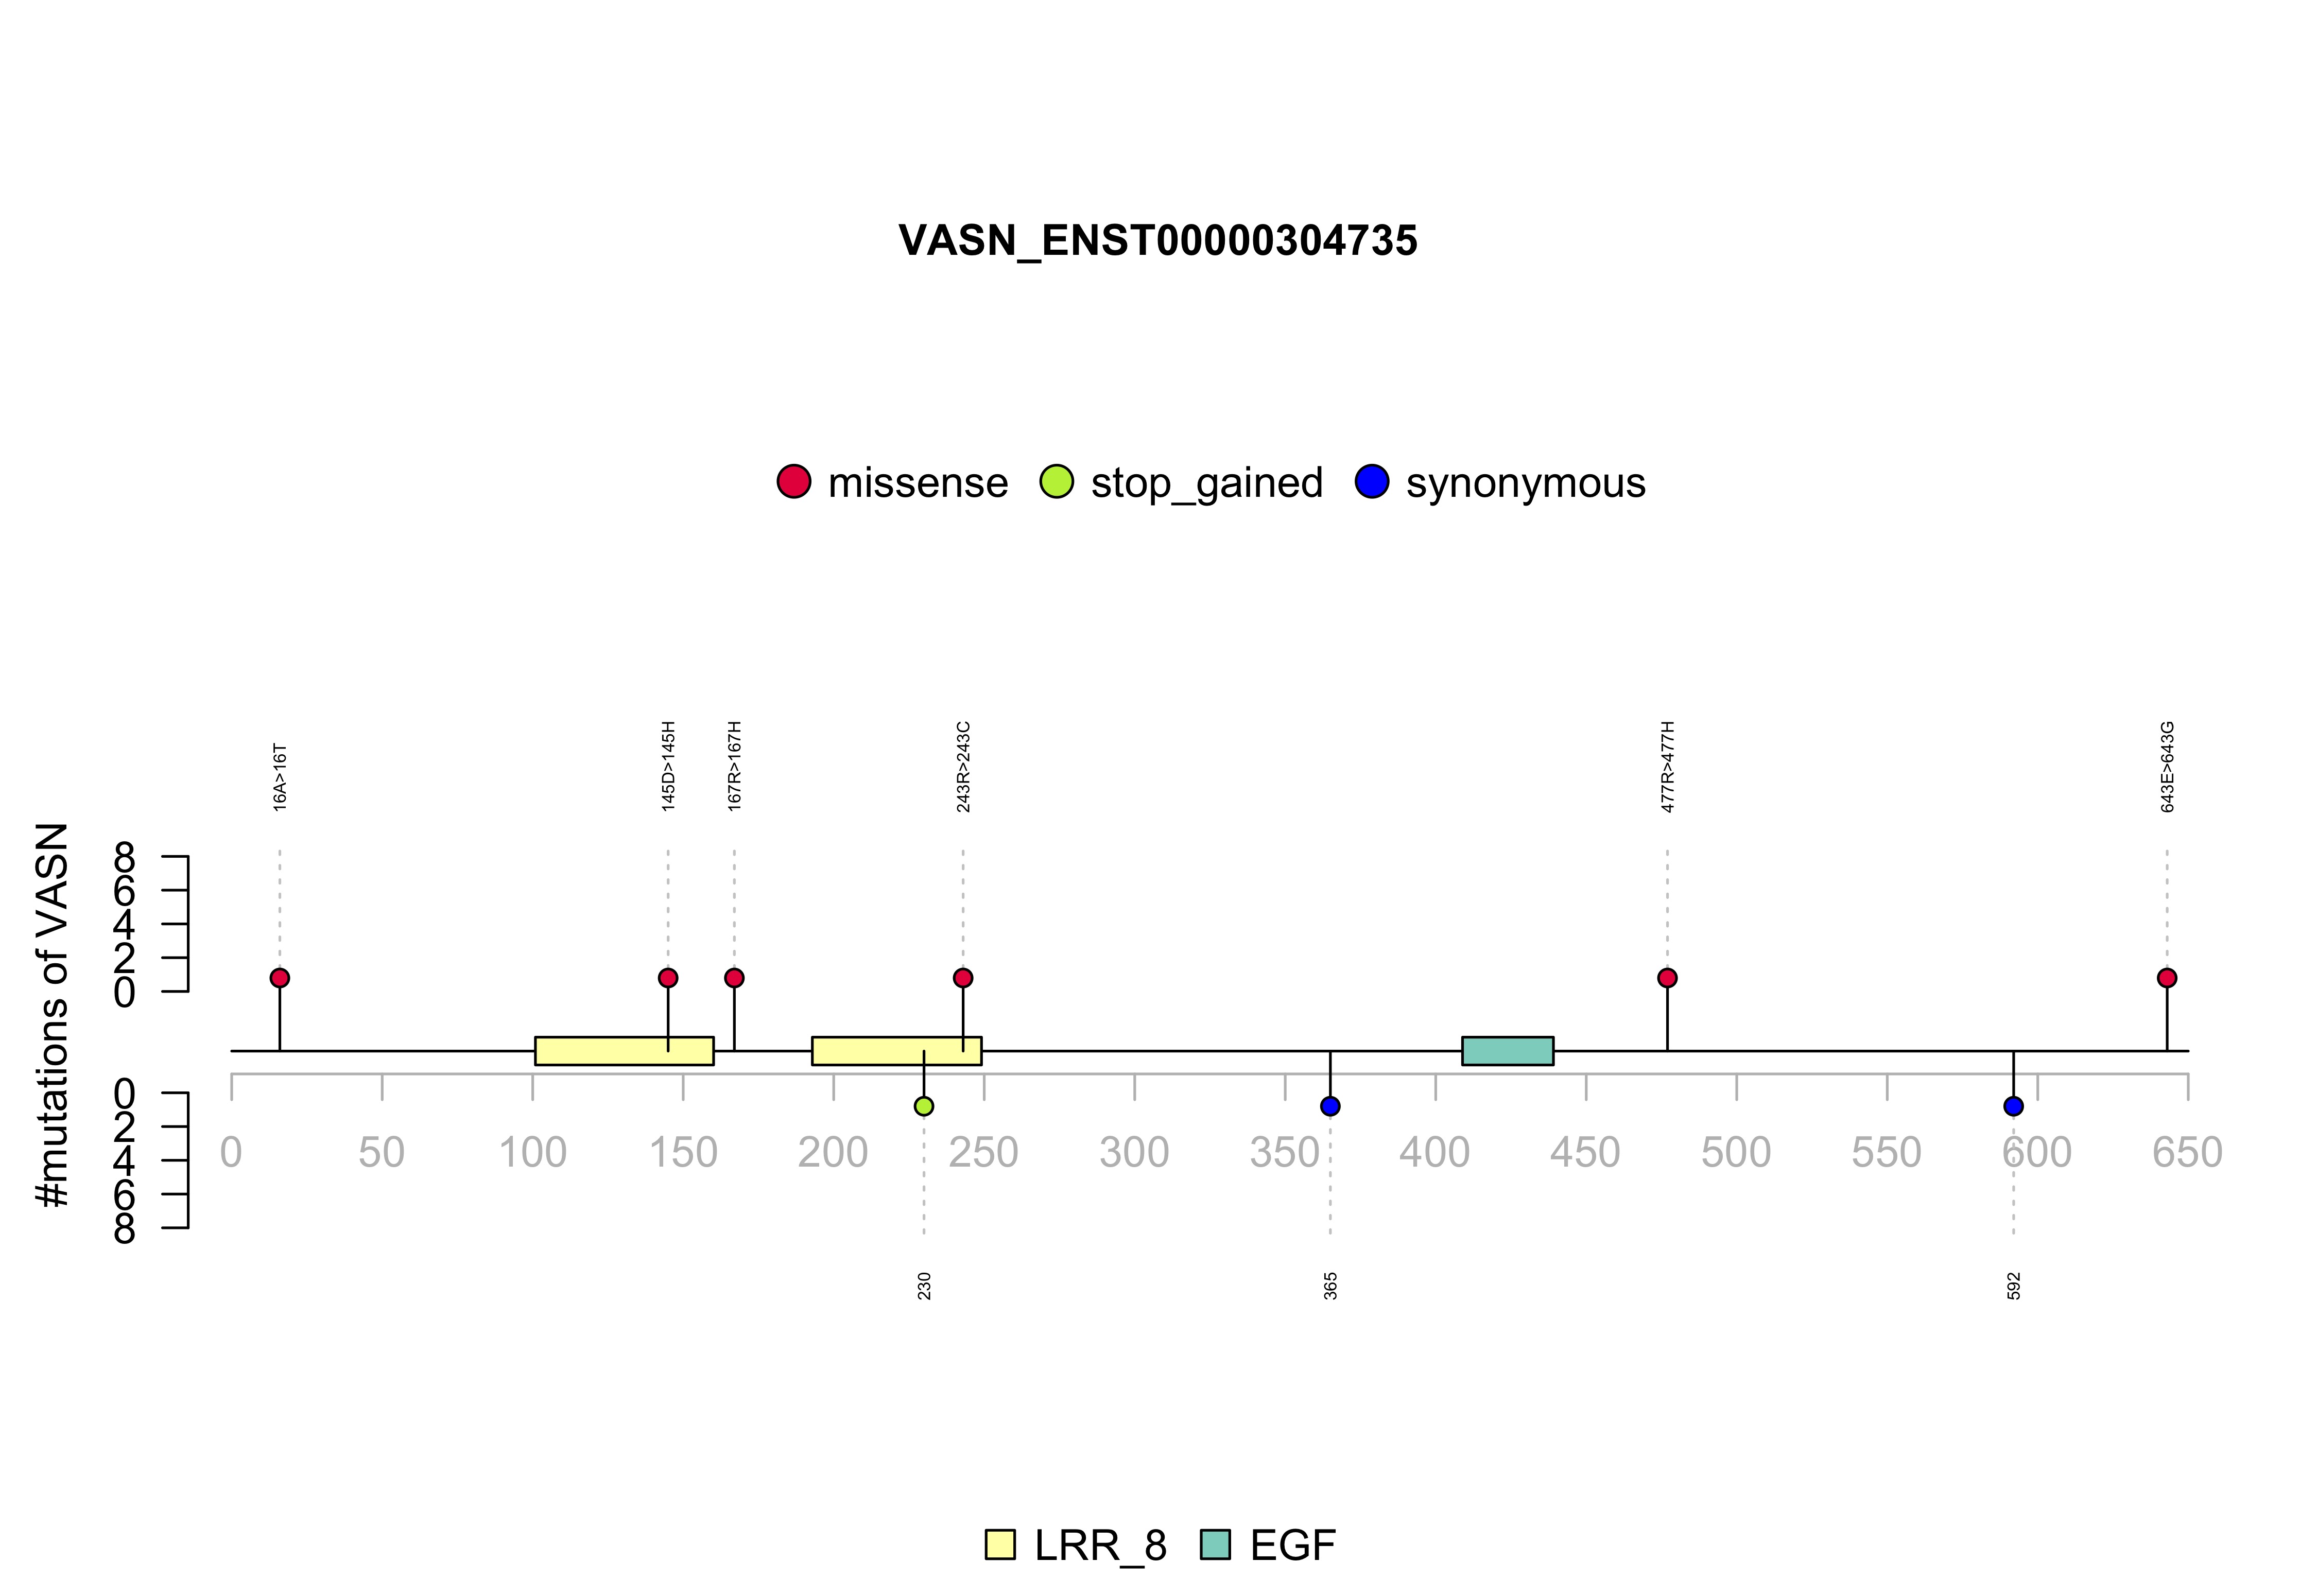 VASN_ENST00000304735
missense stop_gained synonymous
16A>16T 145D>145H 167R>167H 243R>243C 477R>477H 643E>643G
#mutations of VASN
8
6
4
2
0
0
2
4
6
8
0 50 100 150 200 250 300 350 400 450 500 550 600 650
230 365 592
LRR_8 EGF